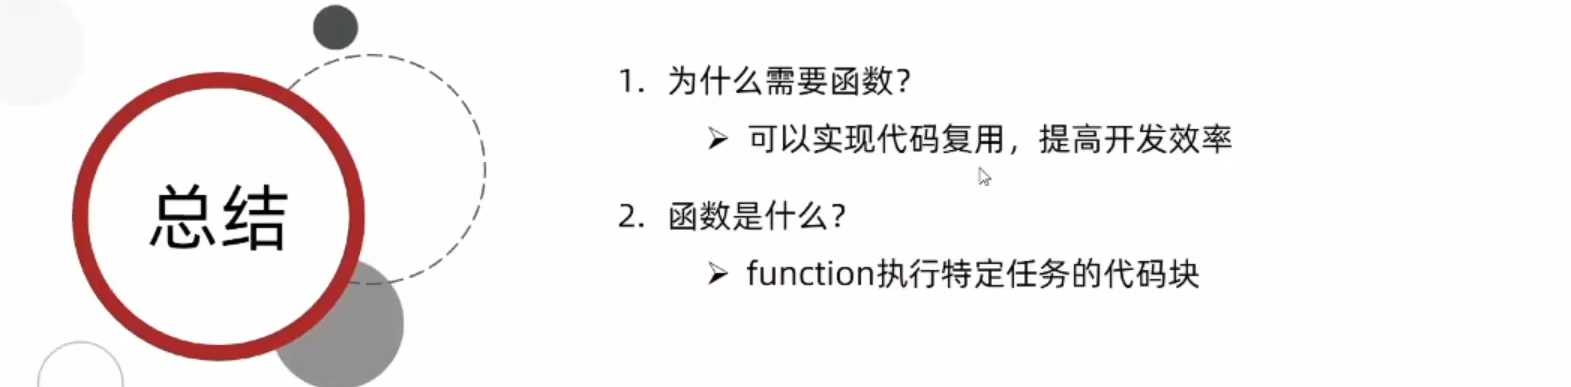 总结
1. 为什么需要函数？
➢ 可以实现代码复用，提高开发效率
2. 函数是什么？
➢ function执行特定任务的代码块